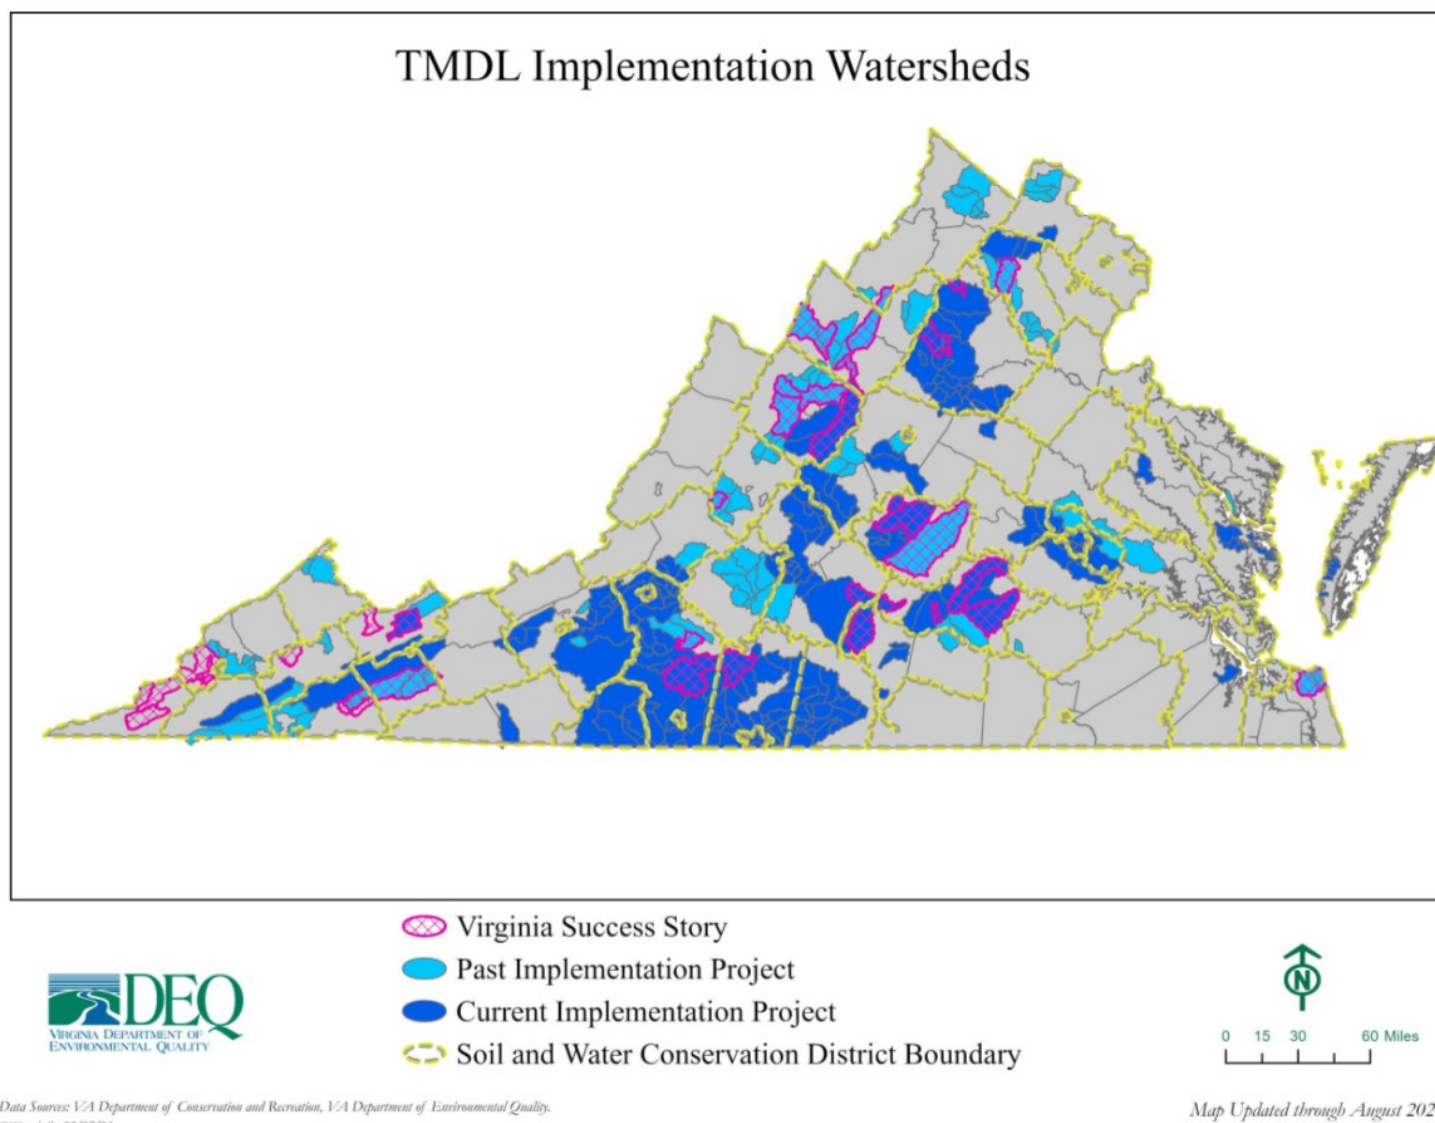 TMDL Implementation Watersheds
Virginia Success Story
Past Implementation Project
Current Implementation Project
Soil and Water Conservation District Boundary
DEQ
VIRGINIA DEPARTMENT OF
ENVIRONMENTAL QUALITY
N
0 15 30 60 Miles
Data Sources: VA Department of Conservation and Recreation, VA Department of Environmental Quality.
Map Updated through August 202